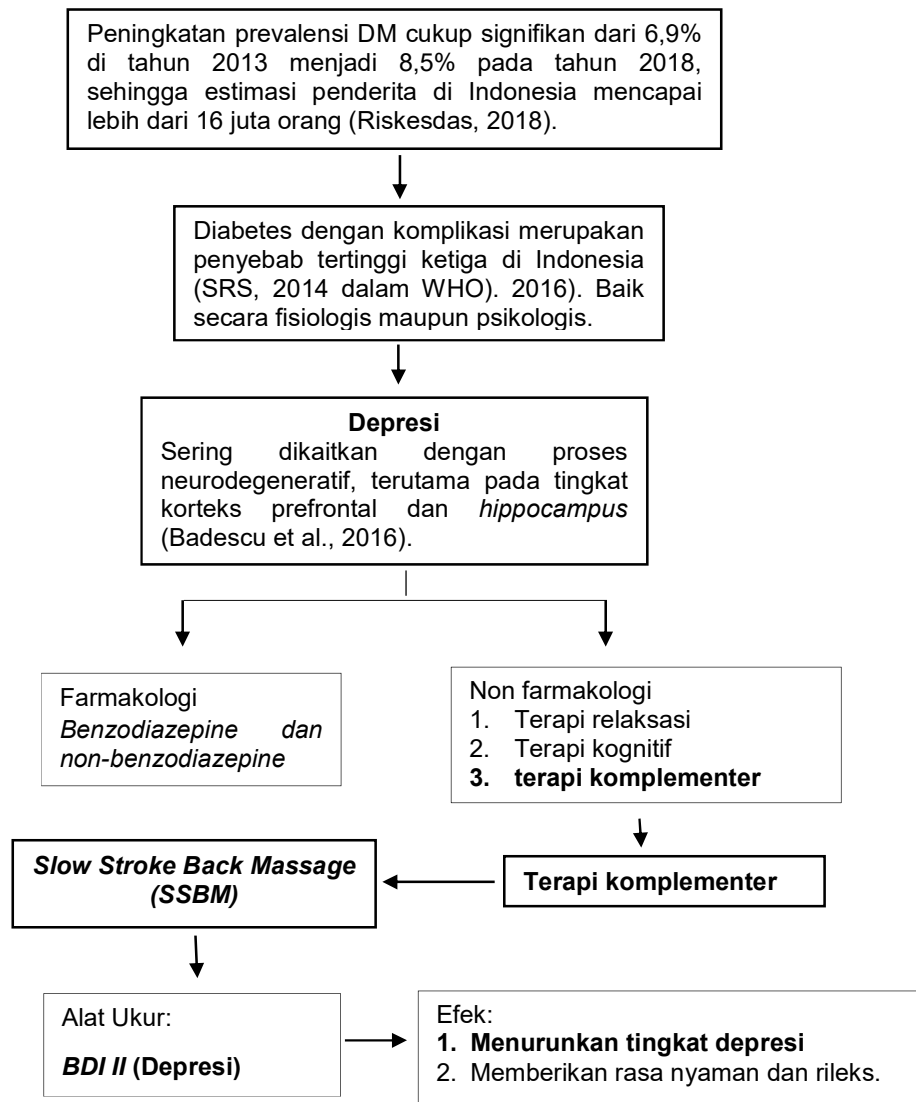 Peningkatan prevalensi DM cukup signifikan dari 6,9%
di tahun 2013 menjadi 8,5% pada tahun 2018,
sehingga estimasi penderita di Indonesia mencapai
lebih dari 16 juta orang (Riskesdas, 2018).
Diabetes dengan komplikasi merupakan
penyebab tertinggi ketiga di Indonesia
(SRS, 2014 dalam WHO). 2016). Baik
secara fisiologis maupun psikologis.
Depresi
Sering dikaitkan dengan proses
neurodegeneratif, terutama pada tingkat
korteks prefrontal dan hippocampus
(Badescu et al., 2016).
Farmakologi
Benzodiazepine dan
non-benzodiazepine
Non farmakologi
1. Terapi relaksasi
2. Terapi kognitif
3. terapi komplementer
Slow Stroke Back Massage
(SSBM)
Terapi komplementer
Alat Ukur:
BDI II (Depresi)
Efek:
1. Menurunkan tingkat depresi
2. Memberikan rasa nyaman dan rileks.